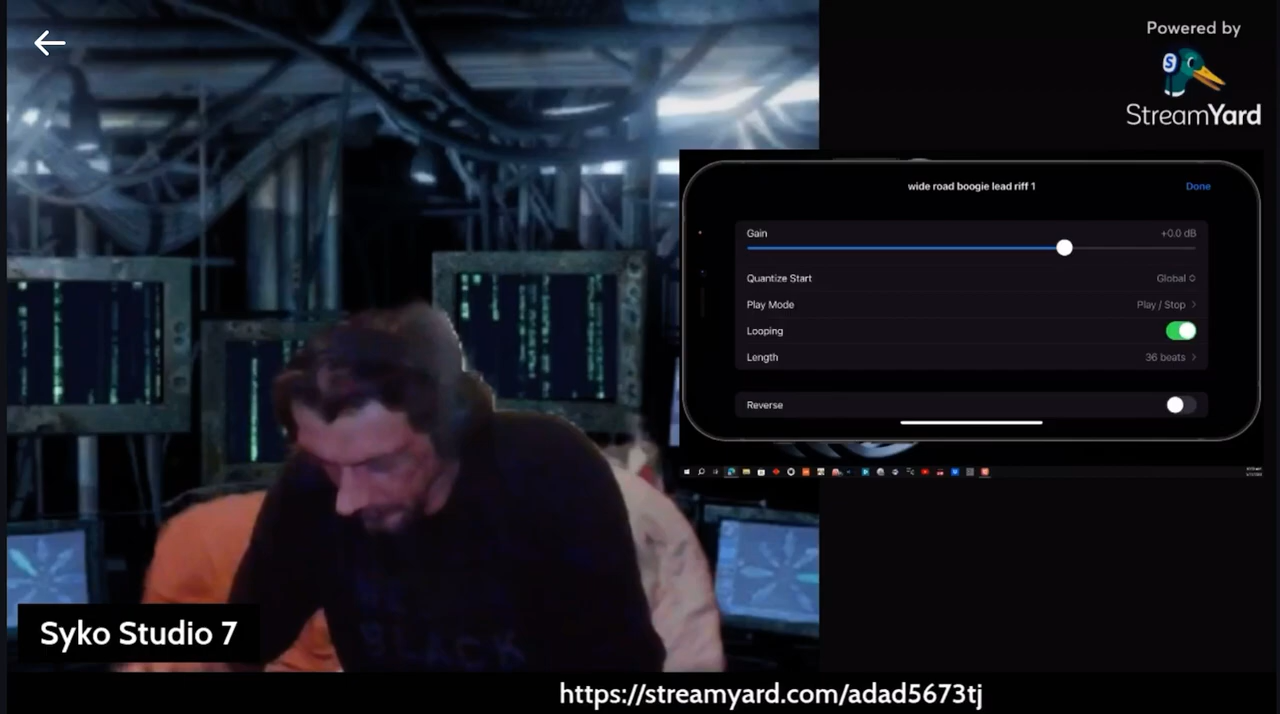 Powered by
S
StreamYard
wide road boogie lead riff 1
Done
Gain
+0.0 dB
Quantize Start
Global
Play Mode
Play / Stop
Looping
Length
36 beats
Reverse
BLACK
Syko Studio 7
https://streamyard.com/adad5673tj